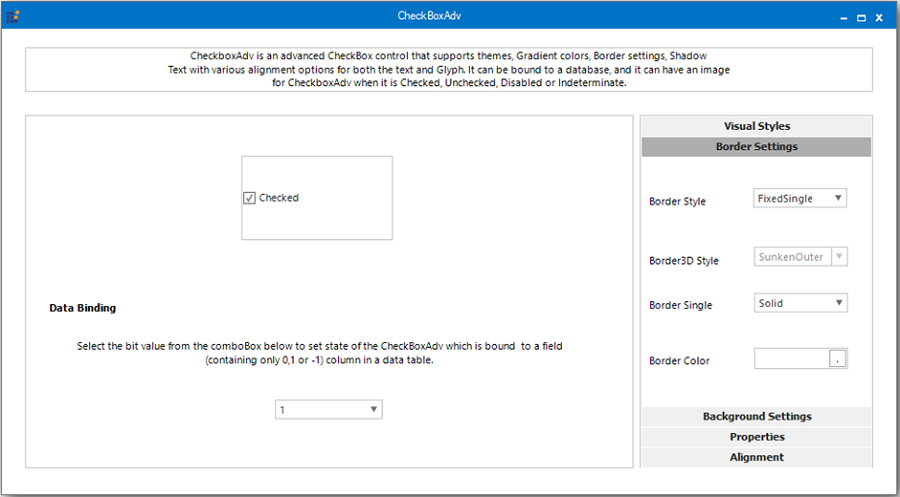 CheckBoxAdv
CheckboxAdv is an advanced CheckBox control that supports themes, Gradient colors, Border settings, Shadow
Text with various alignment options for both the text and Glyph. It can be bound to a database, and it can have an image
for CheckboxAdv when it is Checked, Unchecked, Disabled or Indeterminate.
Checked
Data Binding
Select the bit value from the comboBox below to set state of the CheckBoxAdv which is bound to a field
(containing only 0,1 or -1) column in a data table.
1
Visual Styles
Border Settings
Border Style FixedSingle
Border3D Style SunkenOuter
Border Single Solid
Border Color .
Background Settings
Properties
Alignment